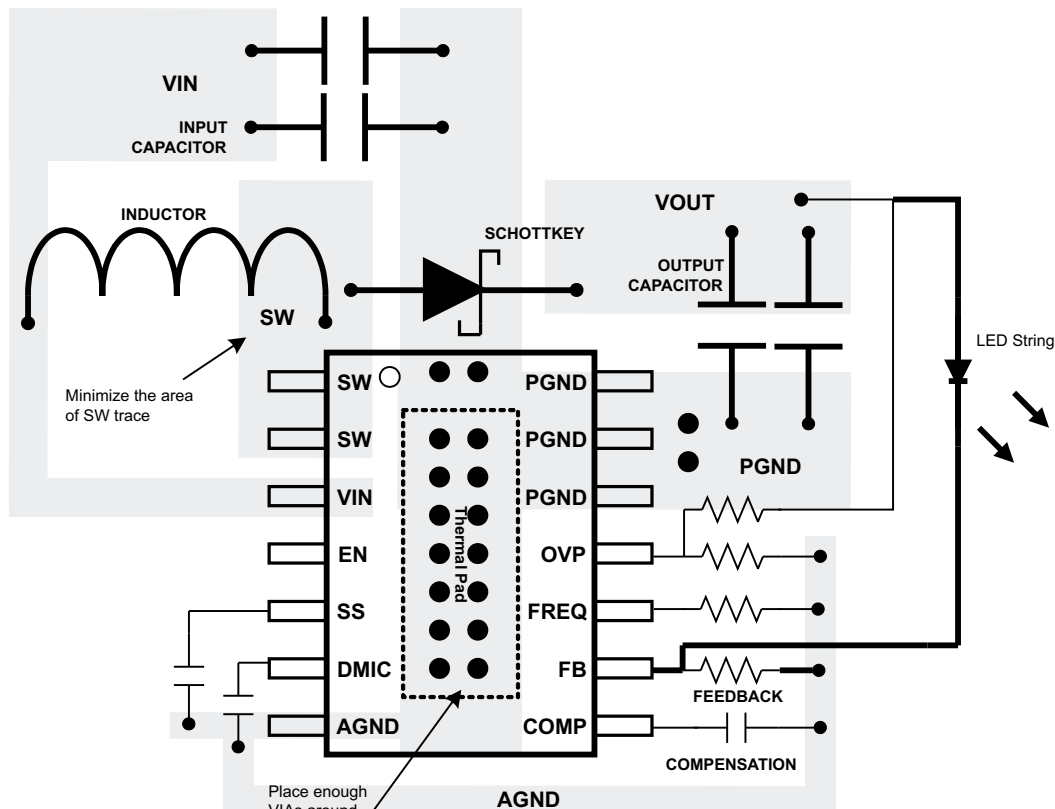 VIN
INPUT
CAPACITOR
INDUCTOR
SW
SCHOTTKEY
VOUT
OUTPUT
CAPACITOR
LED String
Minimize the area
of SW trace
SW
SW
VIN
EN
SS
DMIC
AGND
Thermal Pad
PGND
PGND
PGND
OVP
FREQ
FB
COMP
PGND
FEEDBACK
COMPENSATION
Place enough
VIAs around
AGND